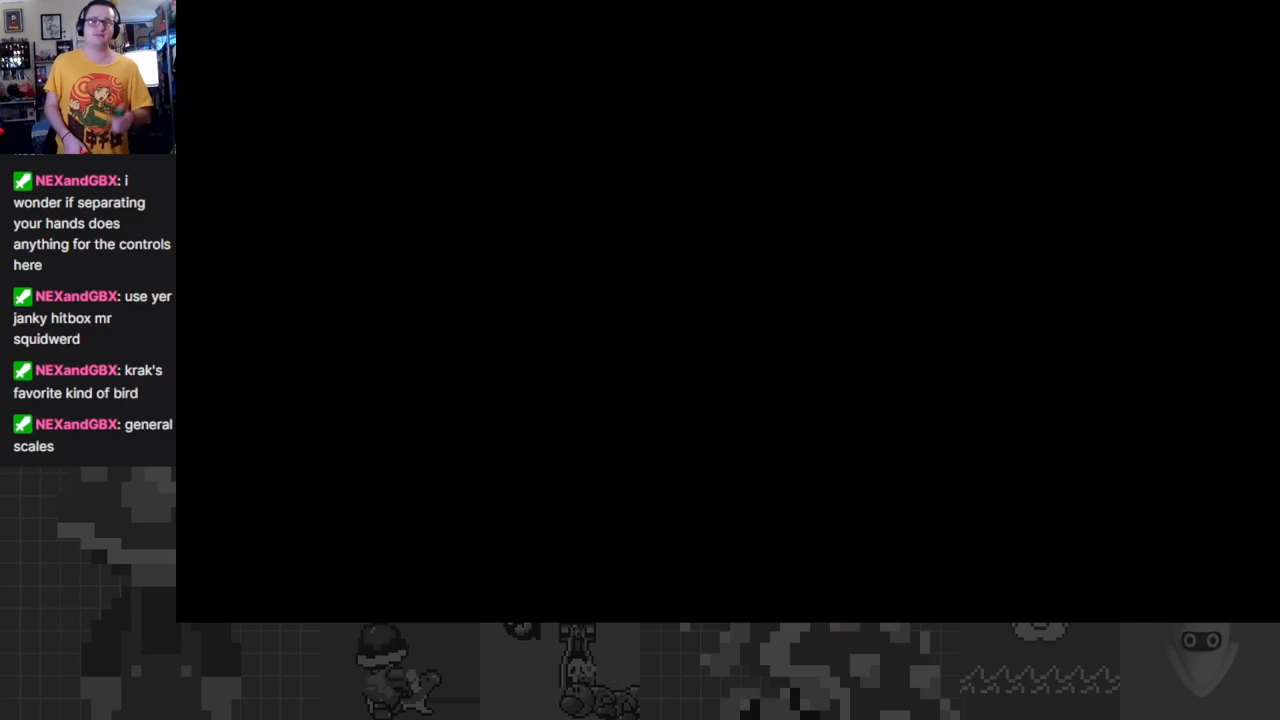 NEXandGBX: i
wonder if separating
your hands does
anything for the controls
here
NEXandGBX: use yer
janky hitbox mr
squidwerd
NEXandGBX: krak's
favorite kind of bird
NEXandGBX: general
scales